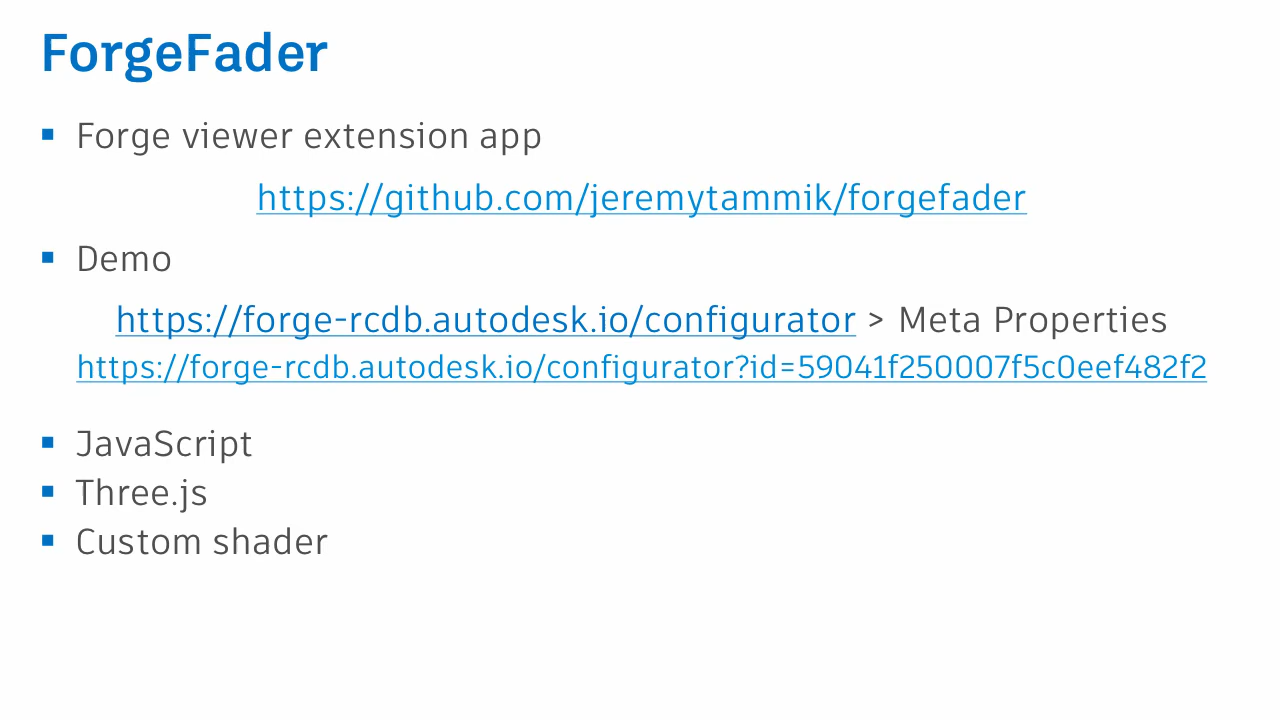 ForgeFader
▪ Forge viewer extension app
https://github.com/jeremytammik/forgefader
▪ Demo
https://forge-rcdb.autodesk.io/configurator > Meta Properties
https://forge-rcdb.autodesk.io/configurator?id=59041f250007f5c0eef482f2
▪ JavaScript
▪ Three.js
▪ Custom shader